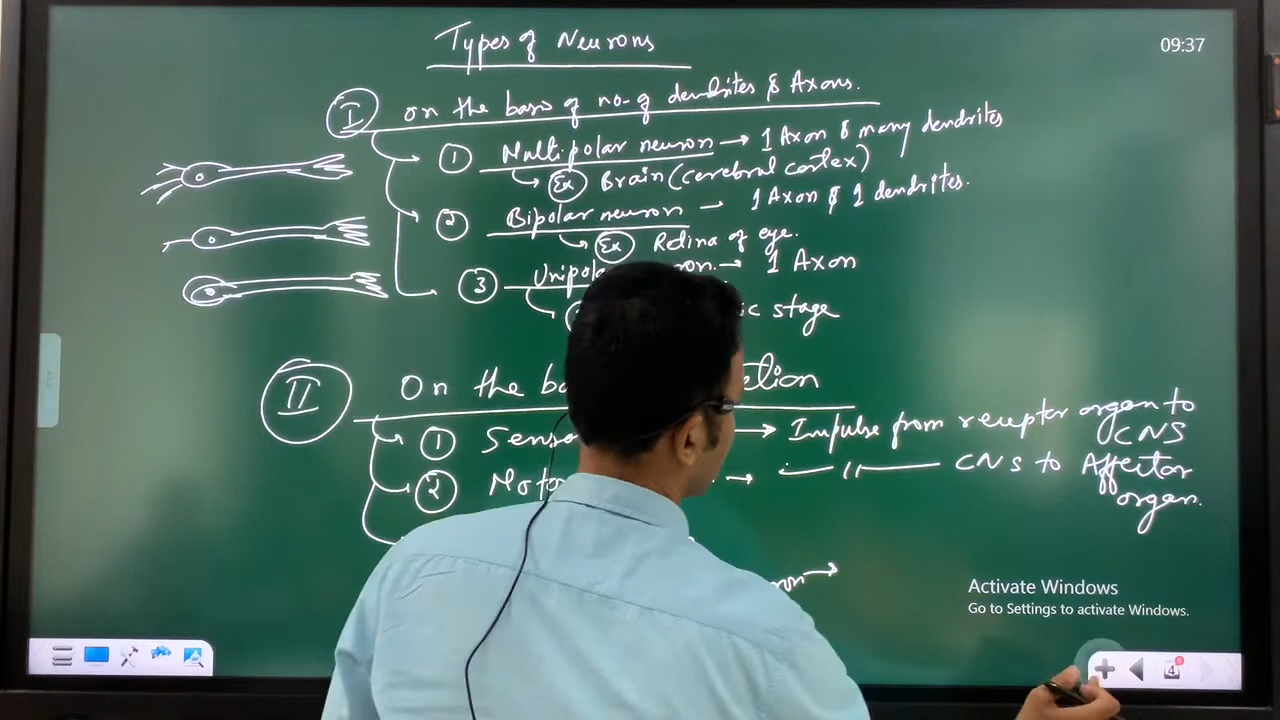 Types of Neurons
09:37
I on the basis of no. of dendrites & Axons.
1 Multipolar neuron → 1 Axon & many dendrites
Ex Brain (cerebral cortex)
2 Bipolar neuron – 1 Axon & 1 dendrites.
Ex Retina of eye.
3 → 1 Axon
stage
II On the
1 → Impulse from receptor organ to
CNS
2 → –〃– CNS to Affector
organ.
→
Activate Windows
Go to Settings to activate Windows.
4